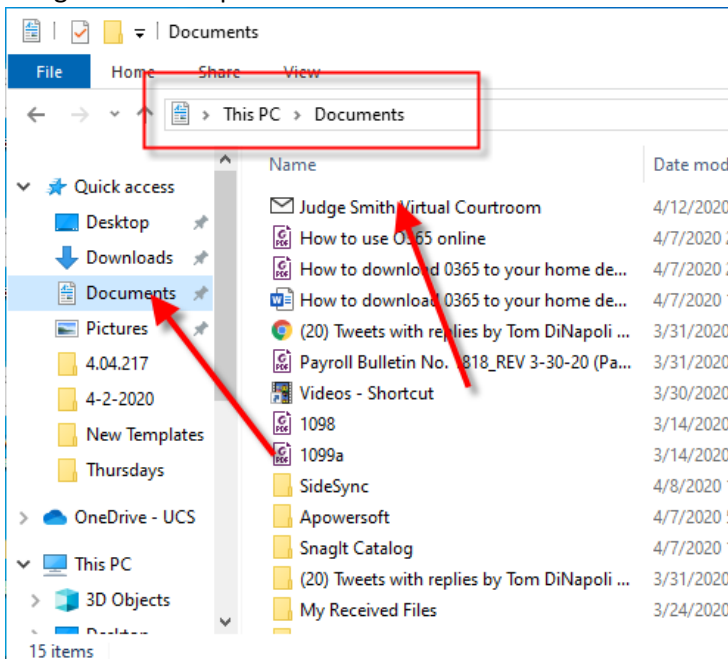 Documents
File Home Share View
This PC > Documents
Name Date mod
Quick access
Desktop
Downloads
Documents
Pictures
4.04.217
4-2-2020
New Templates
Thursdays
OneDrive - UCS
This PC
3D Objects
Judge Smith Virtual Courtroom 4/12/2020
How to use O365 online 4/7/2020
How to download 0365 to your home de... 4/7/2020
How to download 0365 to your home de... 4/7/2020
(20) Tweets with replies by Tom DiNapoli ... 3/31/2020
Payroll Bulletin No. 1818_REV 3-30-20 (Pa... 3/31/2020
Videos - Shortcut 3/30/2020
1098 3/14/2020
1099a 3/14/2020
SideSync 4/8/2020
Apowersoft 4/7/2020
SnagIt Catalog 4/7/2020
(20) Tweets with replies by Tom DiNapoli ... 3/31/2020
My Received Files 3/24/2020
15 items